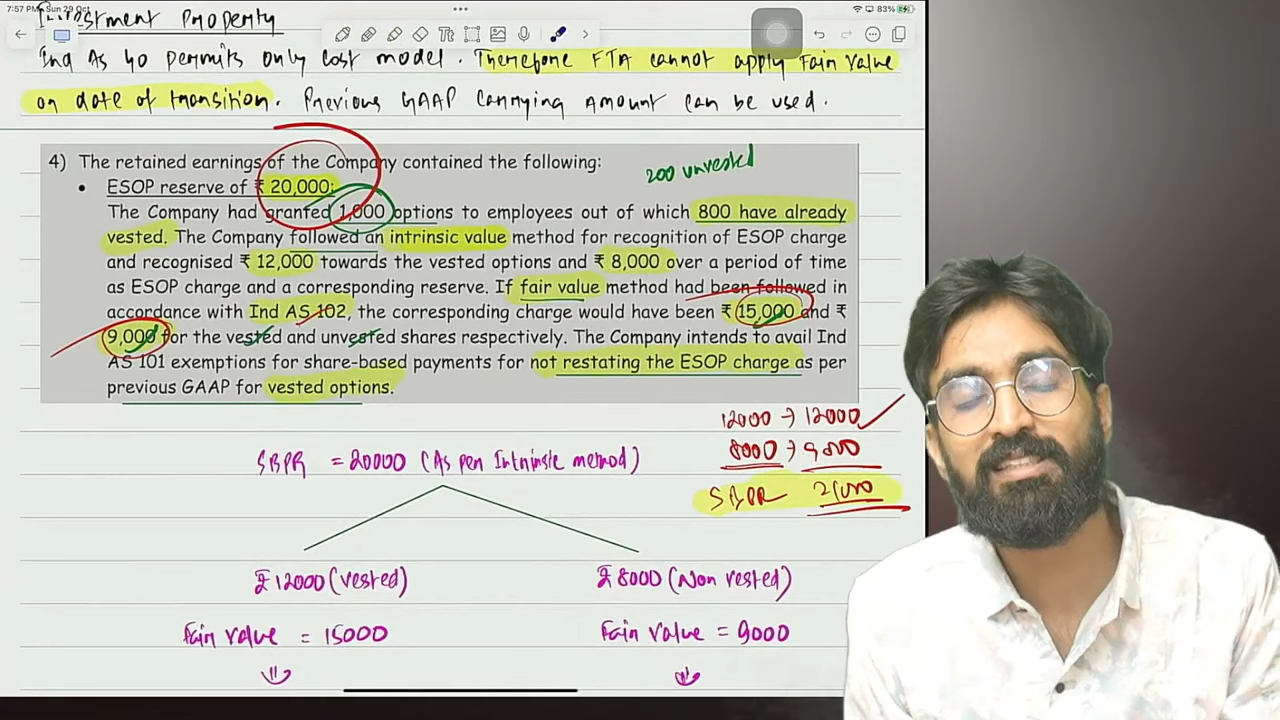 7:57 PM Sun 29 Oct
83%
Investment Property
Ind As 40 permits only cost model. Therefore FTA cannot apply Fair Value
on date of transition. Previous GAAP Carrying Amount can be used.
4) The retained earnings of the Company contained the following:
200 unvested
• ESOP reserve of ₹ 20,000:
The Company had granted 1,000 options to employees out of which 800 have already
vested. The Company followed an intrinsic value method for recognition of ESOP charge
and recognised ₹ 12,000 towards the vested options and ₹ 8,000 over a period of time
as ESOP charge and a corresponding reserve. If fair value method had been followed in
accordance with Ind AS 102, the corresponding charge would have been ₹ 15,000 and ₹
9,000 for the vested and unvested shares respectively. The Company intends to avail Ind
AS 101 exemptions for share-based payments for not restating the ESOP charge as per
previous GAAP for vested options.
12000 → 12000
8000 → 9000
SBPR 21000
SBPR = 20000 (As per Intrinsic method)
₹12000 (vested)
₹8000 (Non vested)
Fair value = 15000
Fair value = 9000